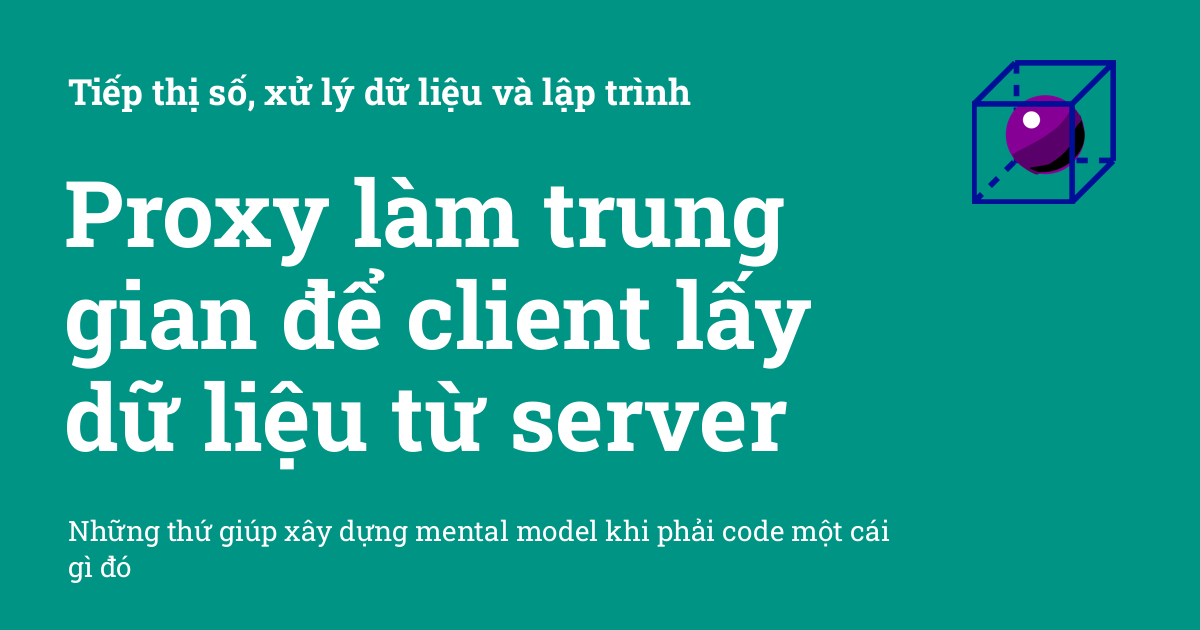 Tiếp thị số, xử lý dữ liệu và lập trình
Proxy làm trung
gian để client lấy
dữ liệu từ server
Những thứ giúp xây dựng mental model khi phải code một cái
gì đó